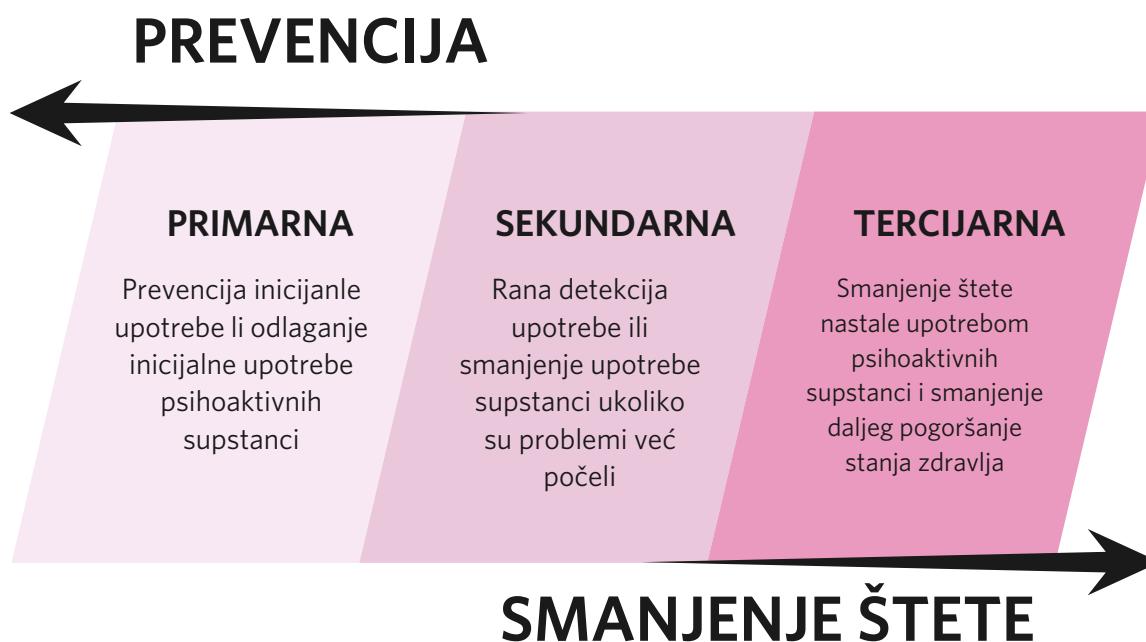 PREVENCIJA
PRIMARNA
Prevencija inicijanle
upotrebe li odlaganje
inicijalne upotrebe
psihoaktivnih
supstanci
SEKUNDARNA
Rana detekcija
upotrebe ili
smanjenje upotrebe
supstanci ukoliko
su problemi već
počeli
TERCIJARNA
Smanjenje štete
nastale upotrebom
psihoaktivnih
supstanci i smanjenje
daljeg pogoršanje
stanja zdravlja
SMANJENJE ŠTETE